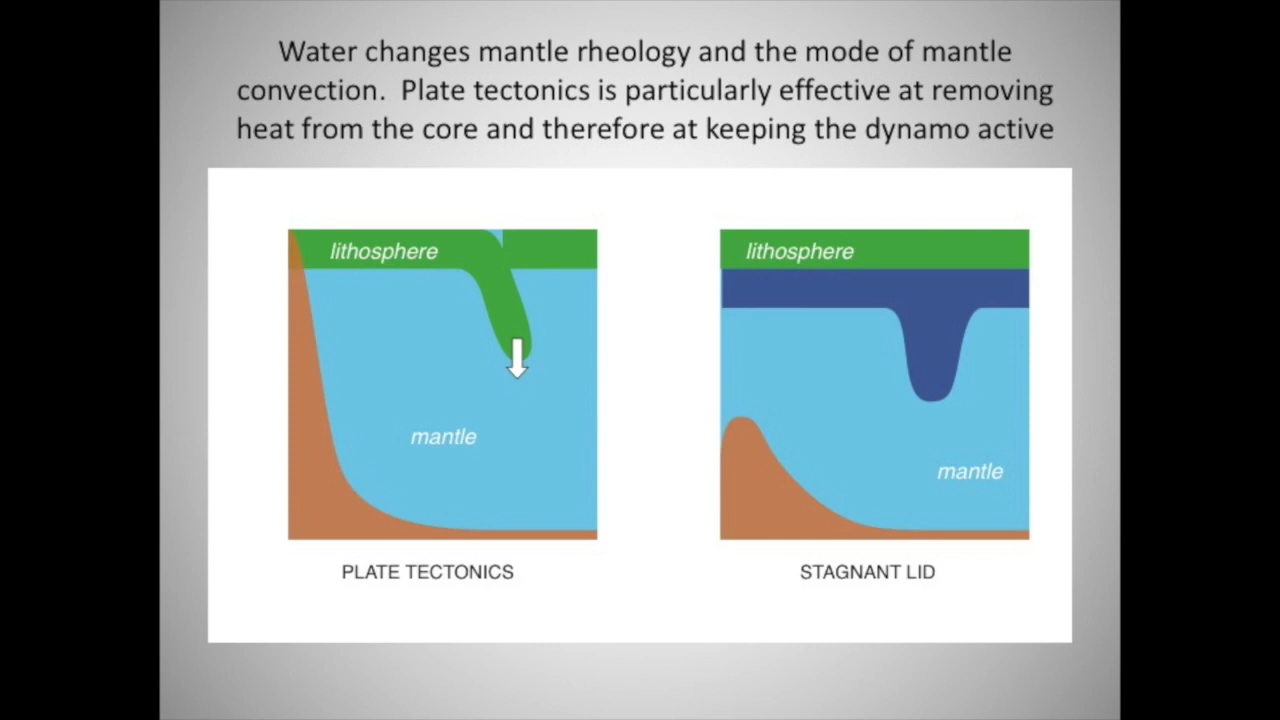 Water changes mantle rheology and the mode of mantle
convection.  Plate tectonics is particularly effective at removing
heat from the core and therefore at keeping the dynamo active
lithosphere
mantle
PLATE TECTONICS
lithosphere
mantle
STAGNANT LID